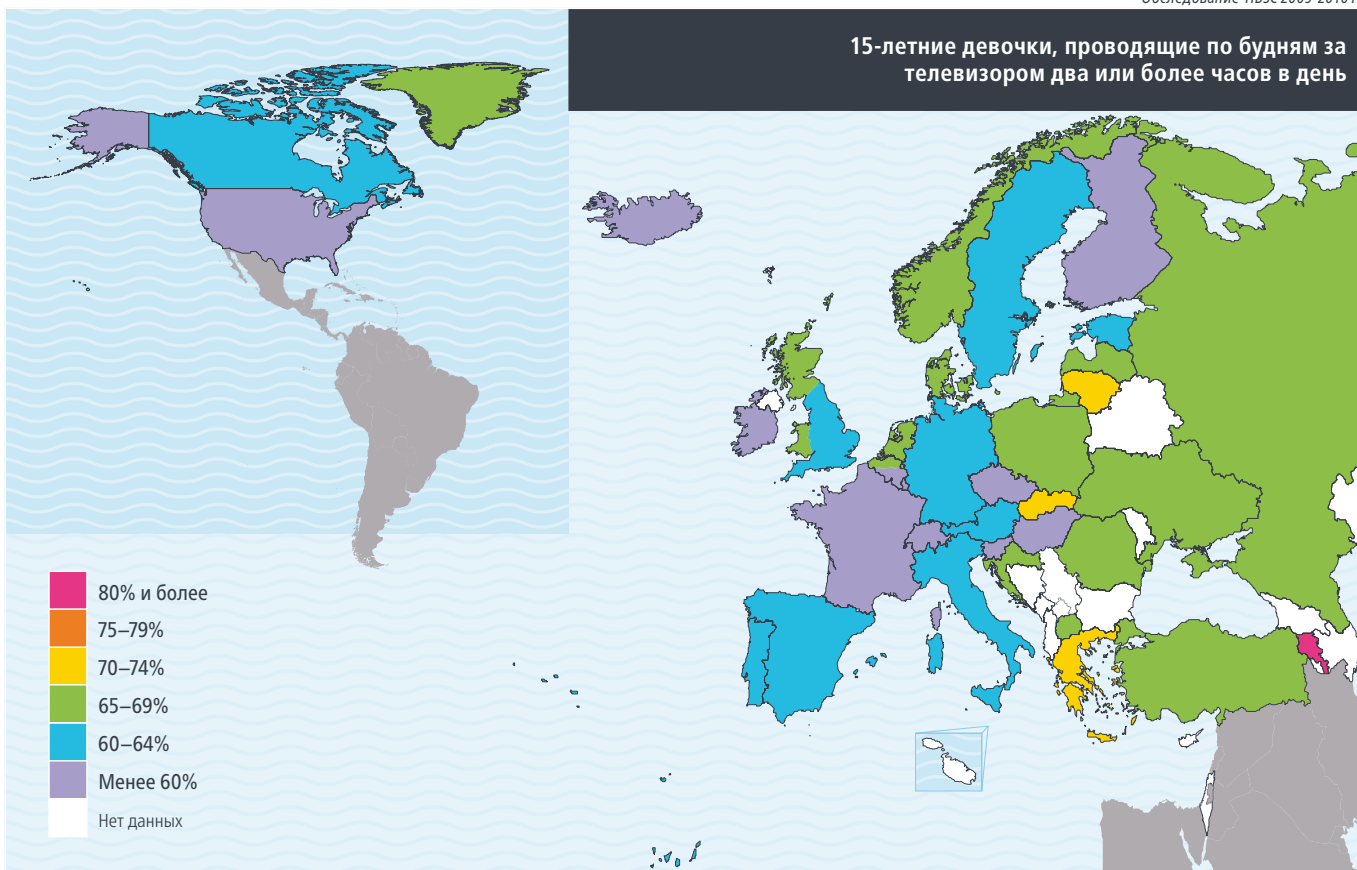 15-летние девочки, проводящие по будням за
телевизором два или более часов в день
80% и более
75–79%
70–74%
65–69%
60–64%
Менее 60%
Нет данных